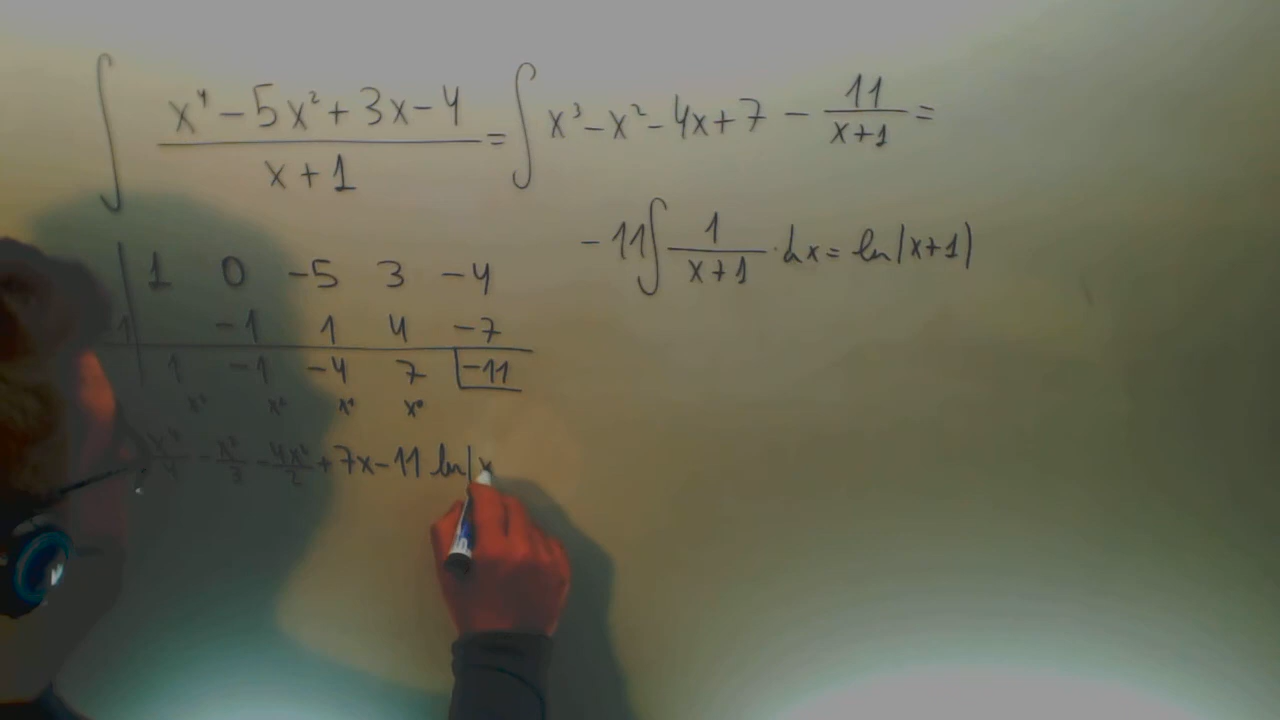 ∫ x⁴ − 5x² + 3x − 4 / x + 1 = ∫ x³ − x² − 4x + 7 − 11 / x+1 =
−11 ∫ 1 / x+1 · dx = ln|x+1|
1 0 −5 3 −4
−1 1 4 −7
1 −1 −4 7 −11
x⁰
+ 7x − 11 ln|x